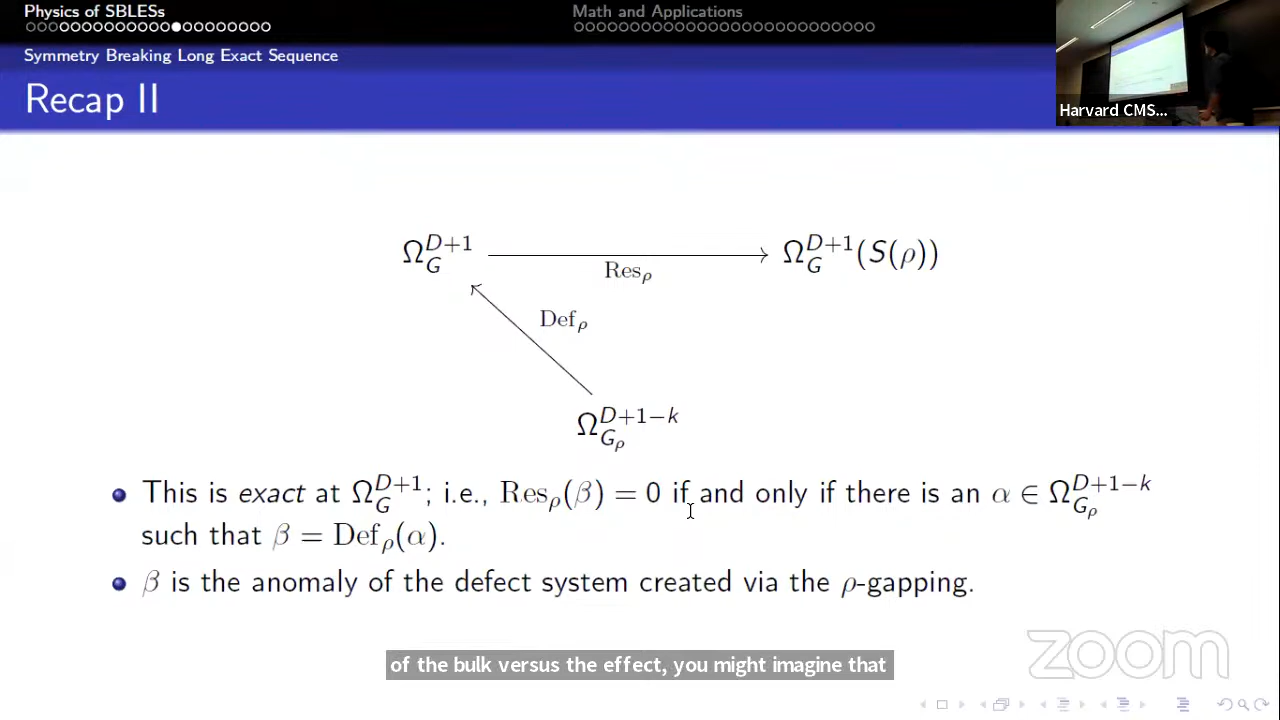 Physics of SBLESs
Math and Applications
Symmetry Breaking Long Exact Sequence
Recap II
Harvard CMS...
Ω_G^{D+1}
Res_ρ
Ω_G^{D+1}(S(ρ))
Def_ρ
Ω_{G_ρ}^{D+1−k}
This is exact at Ω_G^{D+1}; i.e., Res_ρ(β) = 0 if and only if there is an α ∈ Ω_{G_ρ}^{D+1−k}
such that β = Def_ρ(α).
β is the anomaly of the defect system created via the ρ-gapping.
of the bulk versus the effect, you might imagine that
zoom